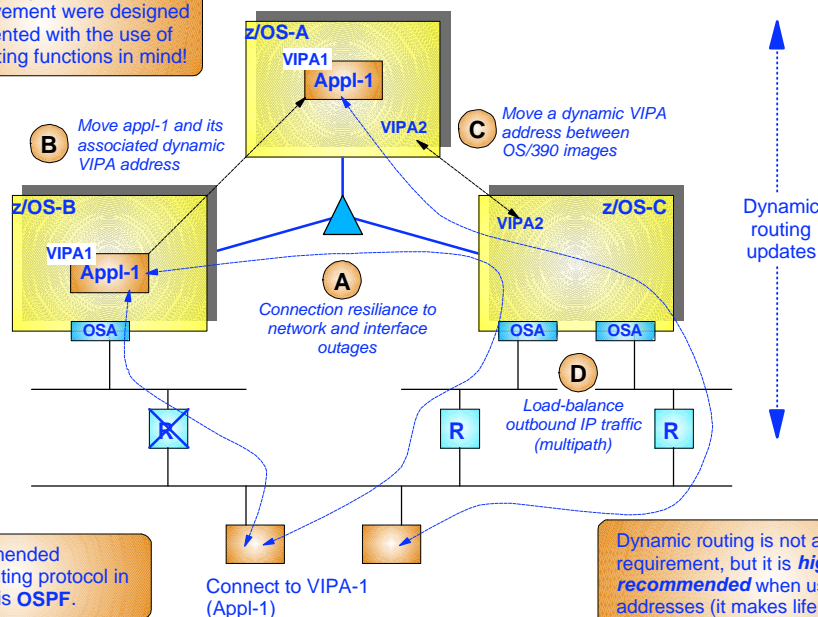 vement were designed
ented with the use of
ting functions in mind!
z/OS-A
VIPA1
Appl-1
VIPA2
B
Move appl-1 and its
associated dynamic
VIPA address
C
Move a dynamic VIPA
address between
OS/390 images
z/OS-B
VIPA1
Appl-1
OSA
A
Connection resiliance to
network and interface
outages
VIPA2
z/OS-C
OSA
OSA
Dynamic
routing
updates
D
Load-balance
outbound IP traffic
(multipath)
R
R
R
mended
ting protocol in
is OSPF.
Connect to VIPA-1
(Appl-1)
Dynamic routing is not a
requirement, but it is hig
recommended when us
addresses (it makes life